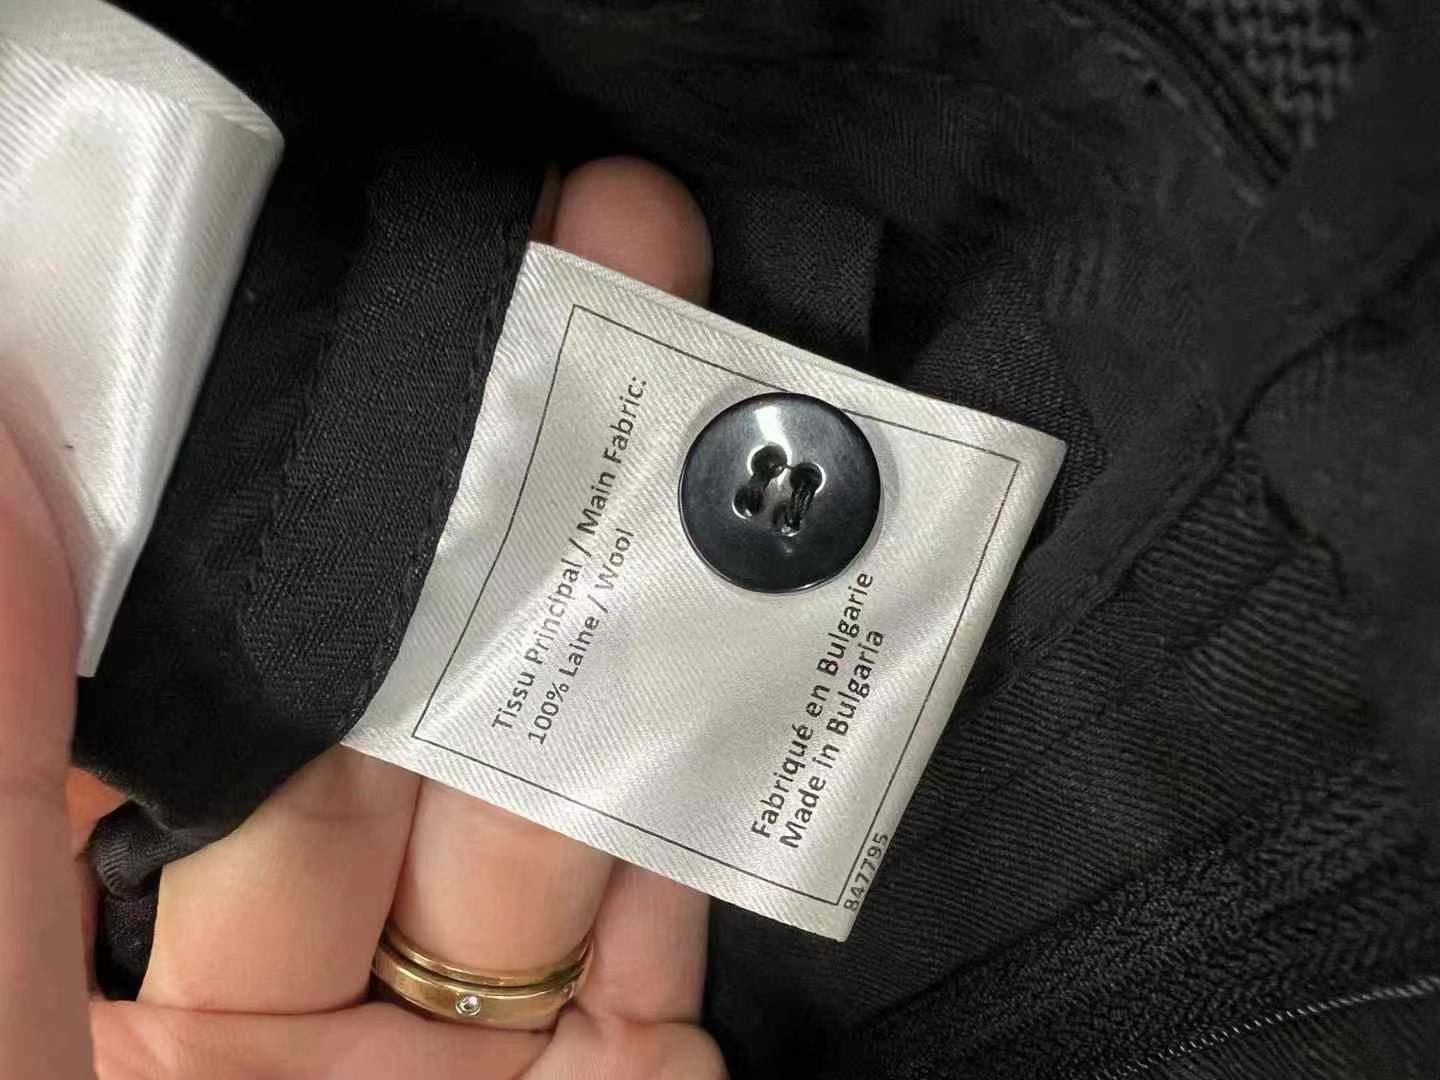 Tissu Principal / Main Fabric:
100% Laine / Wool
Fabriqué en Bulgarie
Made in Bulgaria
847795